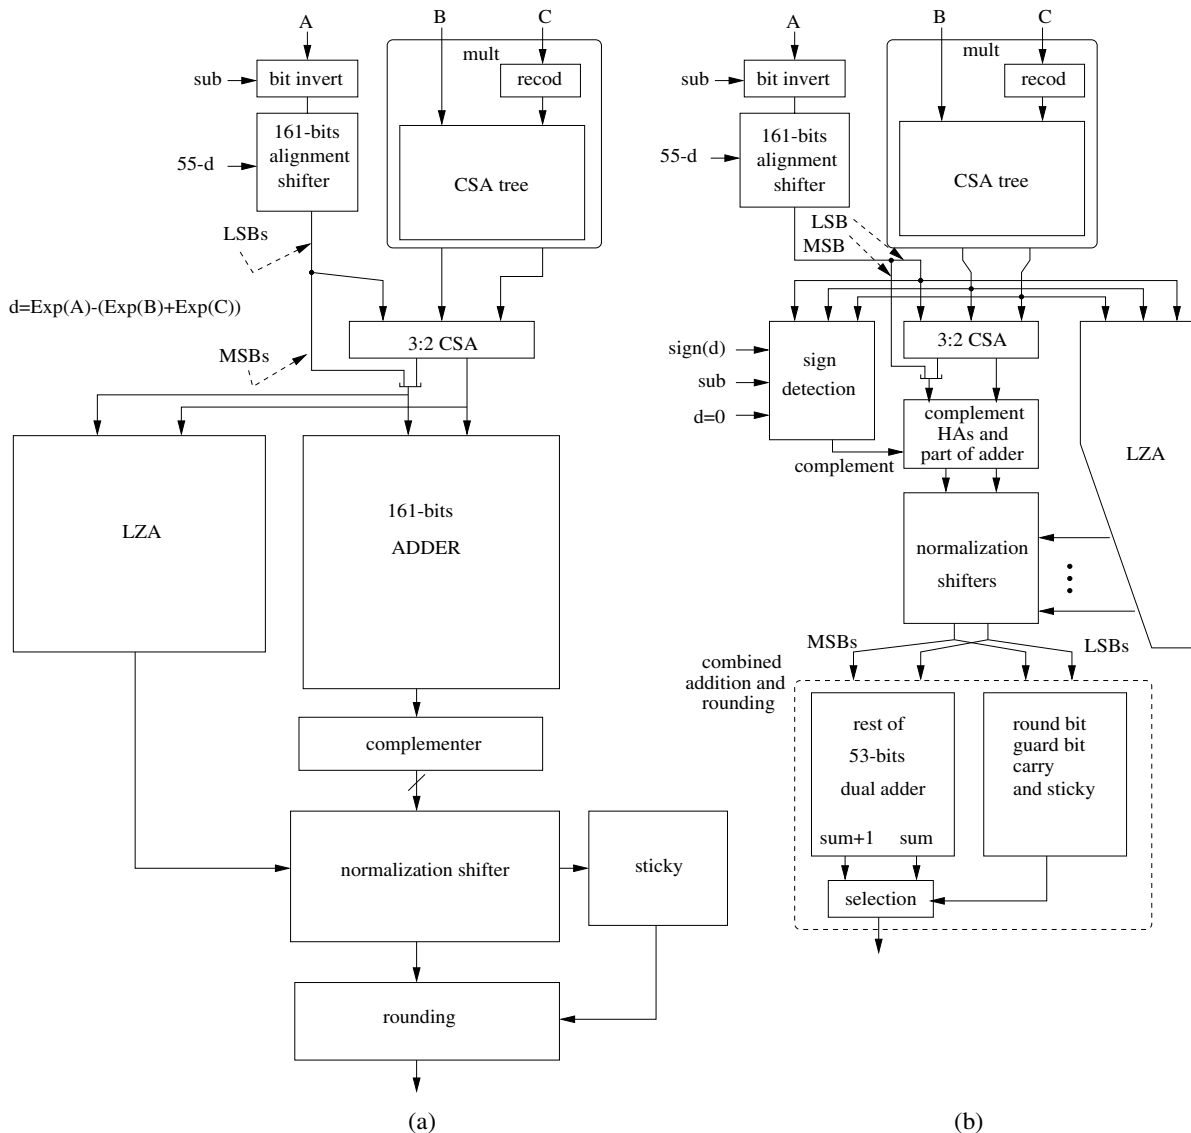 A
B
C
mult
sub
bit invert
recod
161-bits
alignment
shifter
55-d
CSA tree
LSBs
d=Exp(A)-(Exp(B)+Exp(C))
3:2 CSA
MSBs
LZA
161-bits
ADDER
complementer
normalization shifter
sticky
rounding
(a)
A
B
C
mult
sub
bit invert
recod
161-bits
alignment
shifter
55-d
CSA tree
LSB
MSB
sign(d)
sub
d=0
sign
detection
3:2 CSA
complement
complement
HAs and
part of adder
LZA
normalization
shifters
MSBs
LSBs
combined
addition and
rounding
rest of
53-bits
dual adder
sum+1
sum
round bit
guard bit
carry
and sticky
selection
(b)